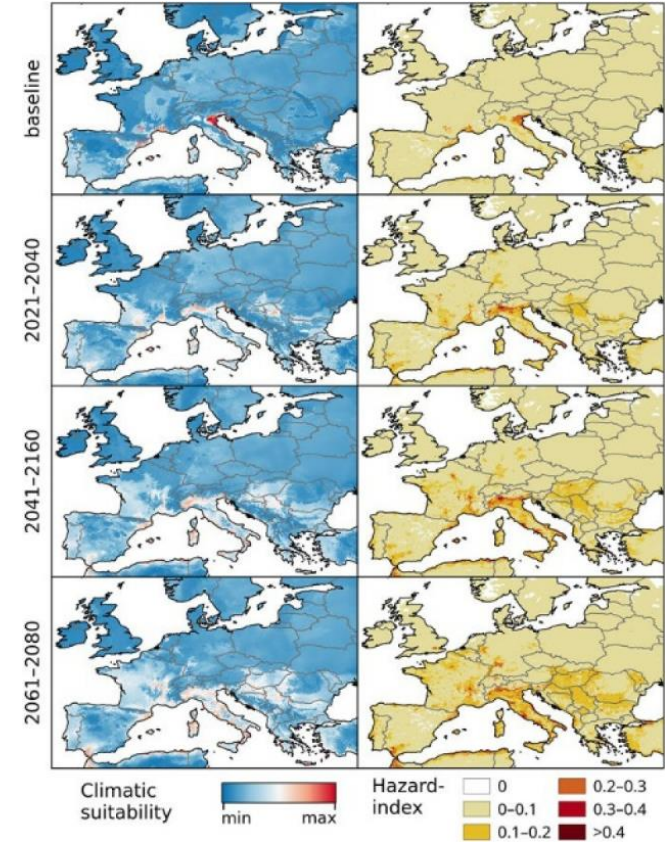 baseline
2021–2040
2041–2160
2061–2080
Climatic
suitability
min
max
Hazard-
index
0
0–0.1
0.1–0.2
0.2–0.3
0.3–0.4
>0.4